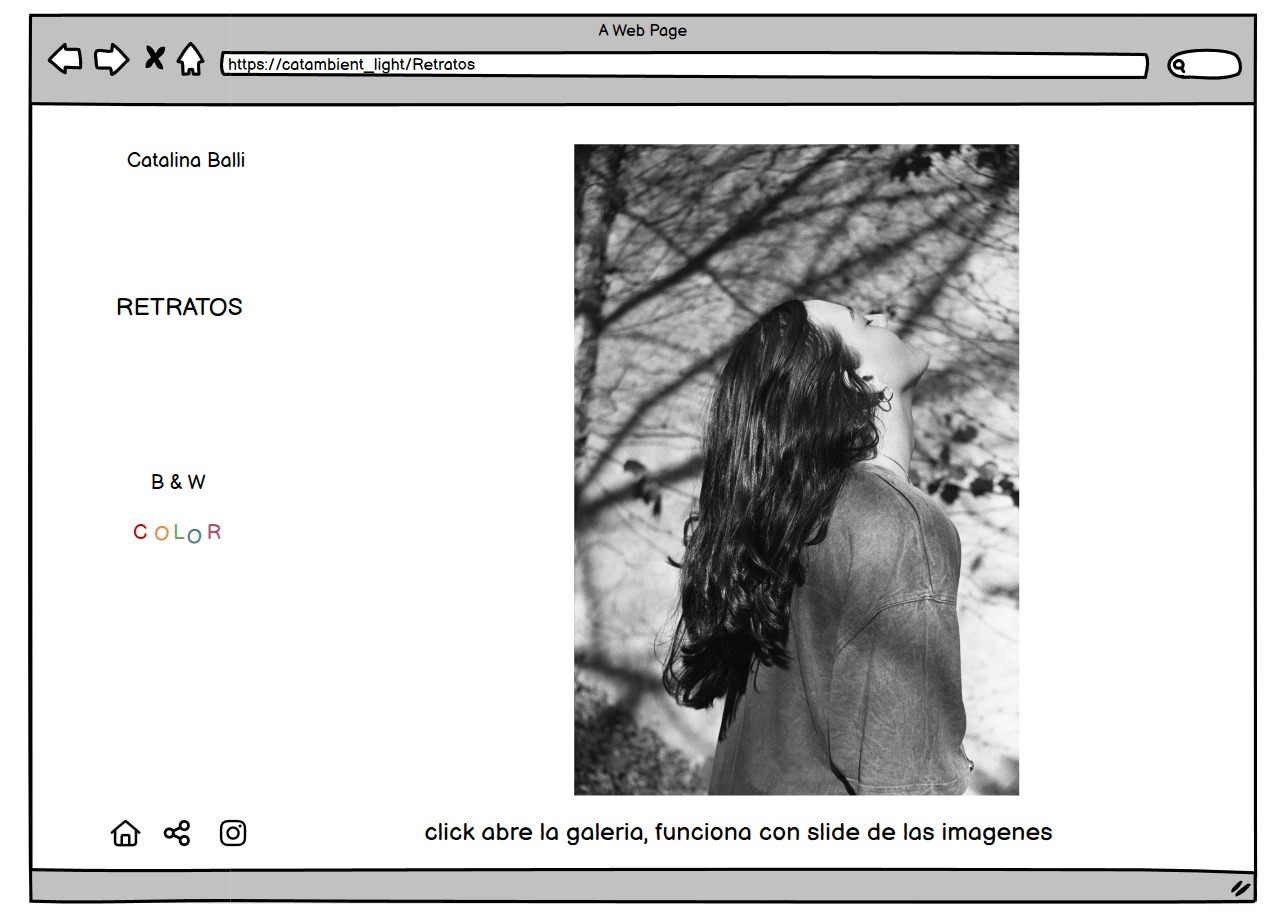 A Web Page
https://catambient_light/Retratos
Catalina Balli
RETRATOS
B & W
COLOR
click abre la galeria, funciona con slide de las imagenes